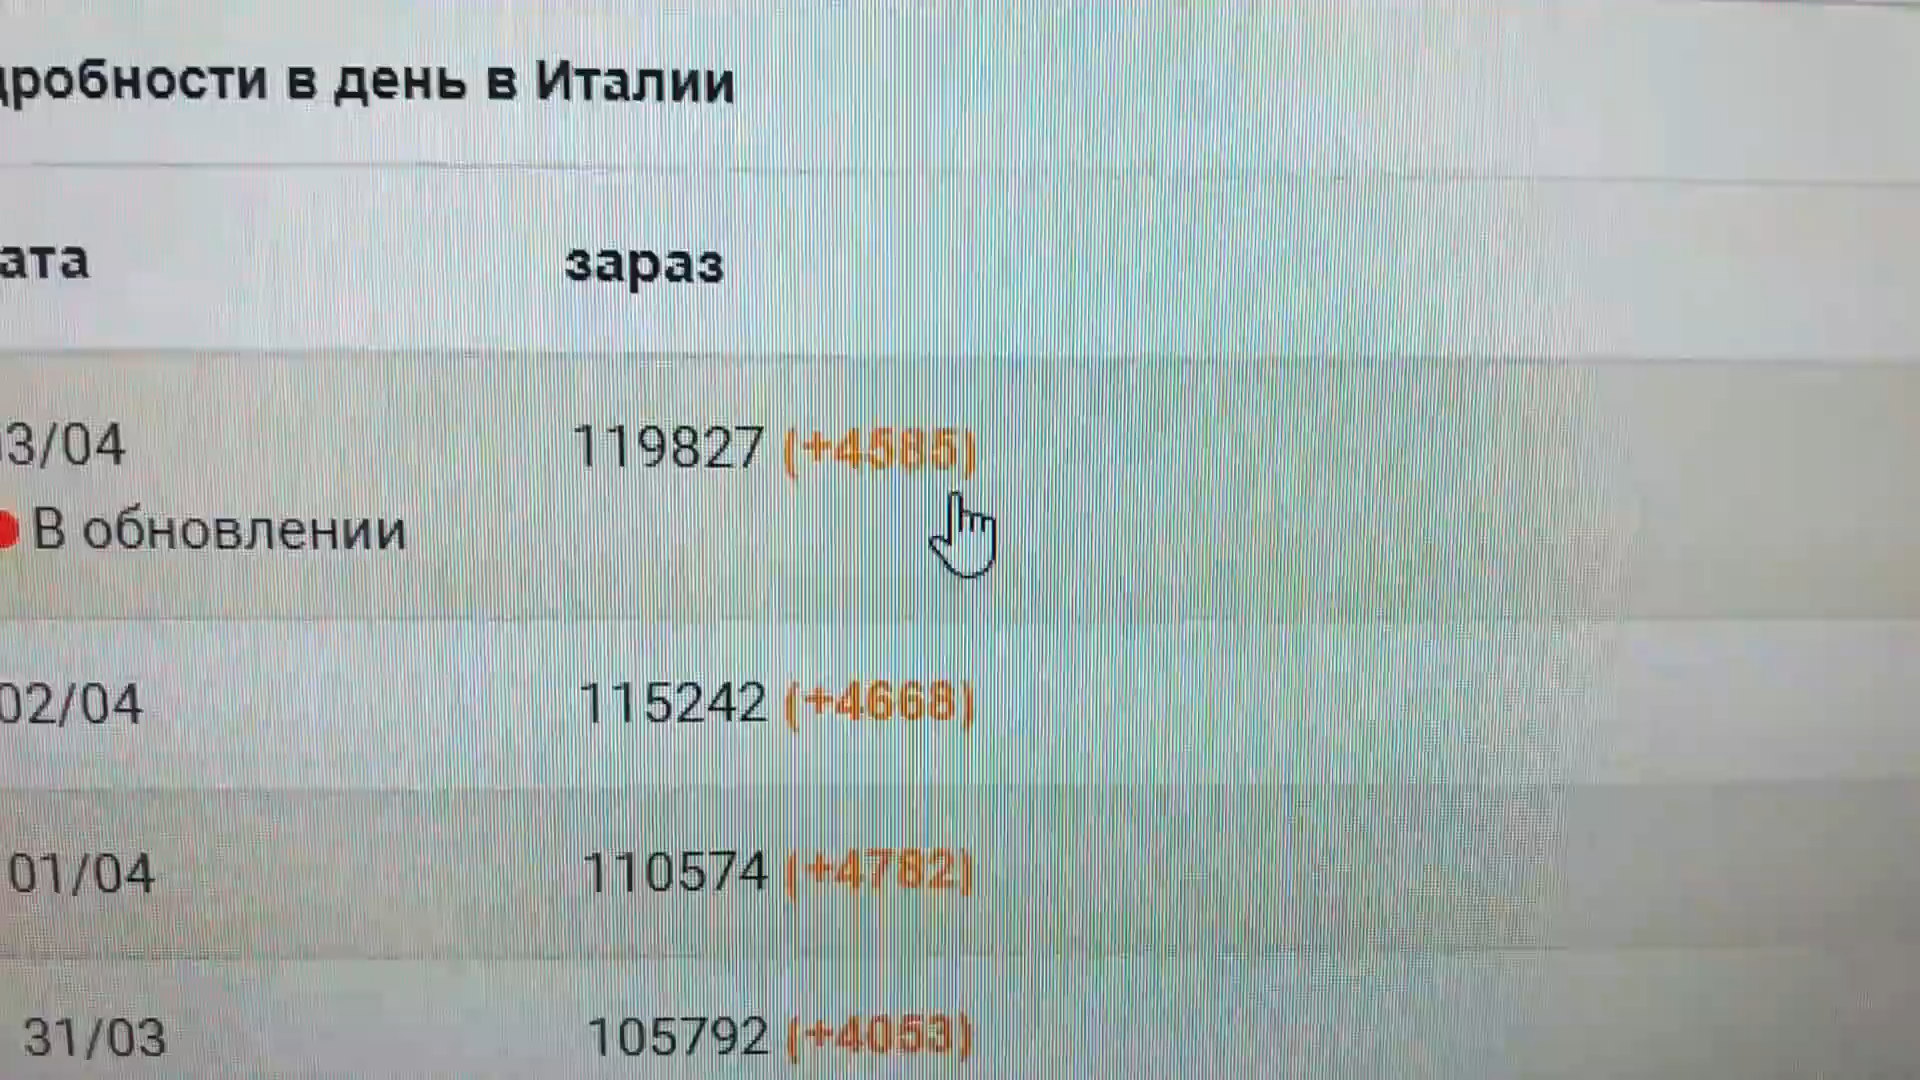 дробности в день в Италии
ата зараз
03/04 119827 (+4585)
В обновлении
02/04 115242 (+4668)
01/04 110574 (+4782)
31/03 105792 (+4053)